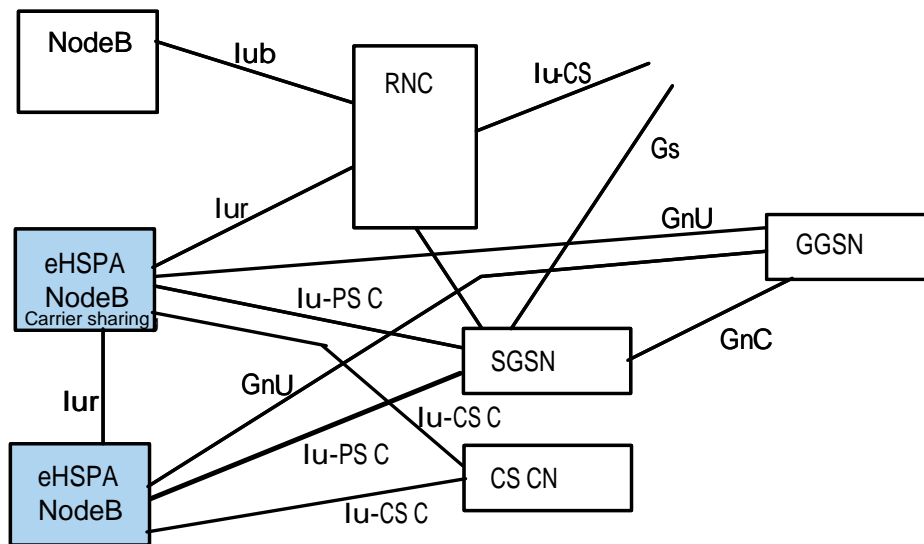 NodeB
Iub
RNC
Iu-CS
Gs
Iur
GnU
GGSN
eHSPA
NodeB
Carrier sharing
Iu-PS C
GnC
SGSN
GnU
Iur
Iu-CS C
Iu-PS C
eHSPA
NodeB
CS CN
Iu-CS C